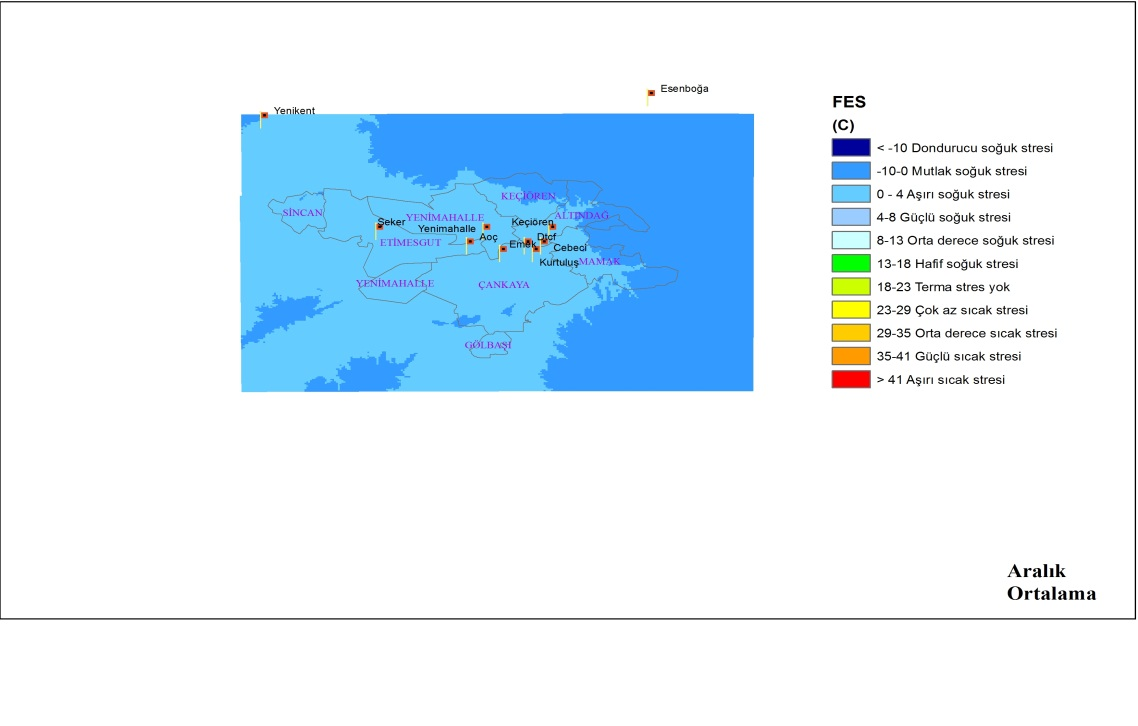 Esenboğa
Yenikent
KEÇİÖREN
SİNCAN
YENİMAHALLE
ALTINDAĞ
Şeker
Yenimahalle
Keçiören
ETİMESGUT
Aoç
Emek
Dtcf
Cebeci
Kurtuluş
MAMAK
YENİMAHALLE
ÇANKAYA
GÖLBAŞI
FES
(C)
< -10 Dondurucu soğuk stresi
-10-0 Mutlak soğuk stresi
0 - 4 Aşırı soğuk stresi
4-8 Güçlü soğuk stresi
8-13 Orta derece soğuk stresi
13-18 Hafif soğuk stresi
18-23 Terma stres yok
23-29 Çok az sıcak stresi
29-35 Orta derece sıcak stresi
35-41 Güçlü sıcak stresi
> 41 Aşırı sıcak stresi
Aralık
Ortalama